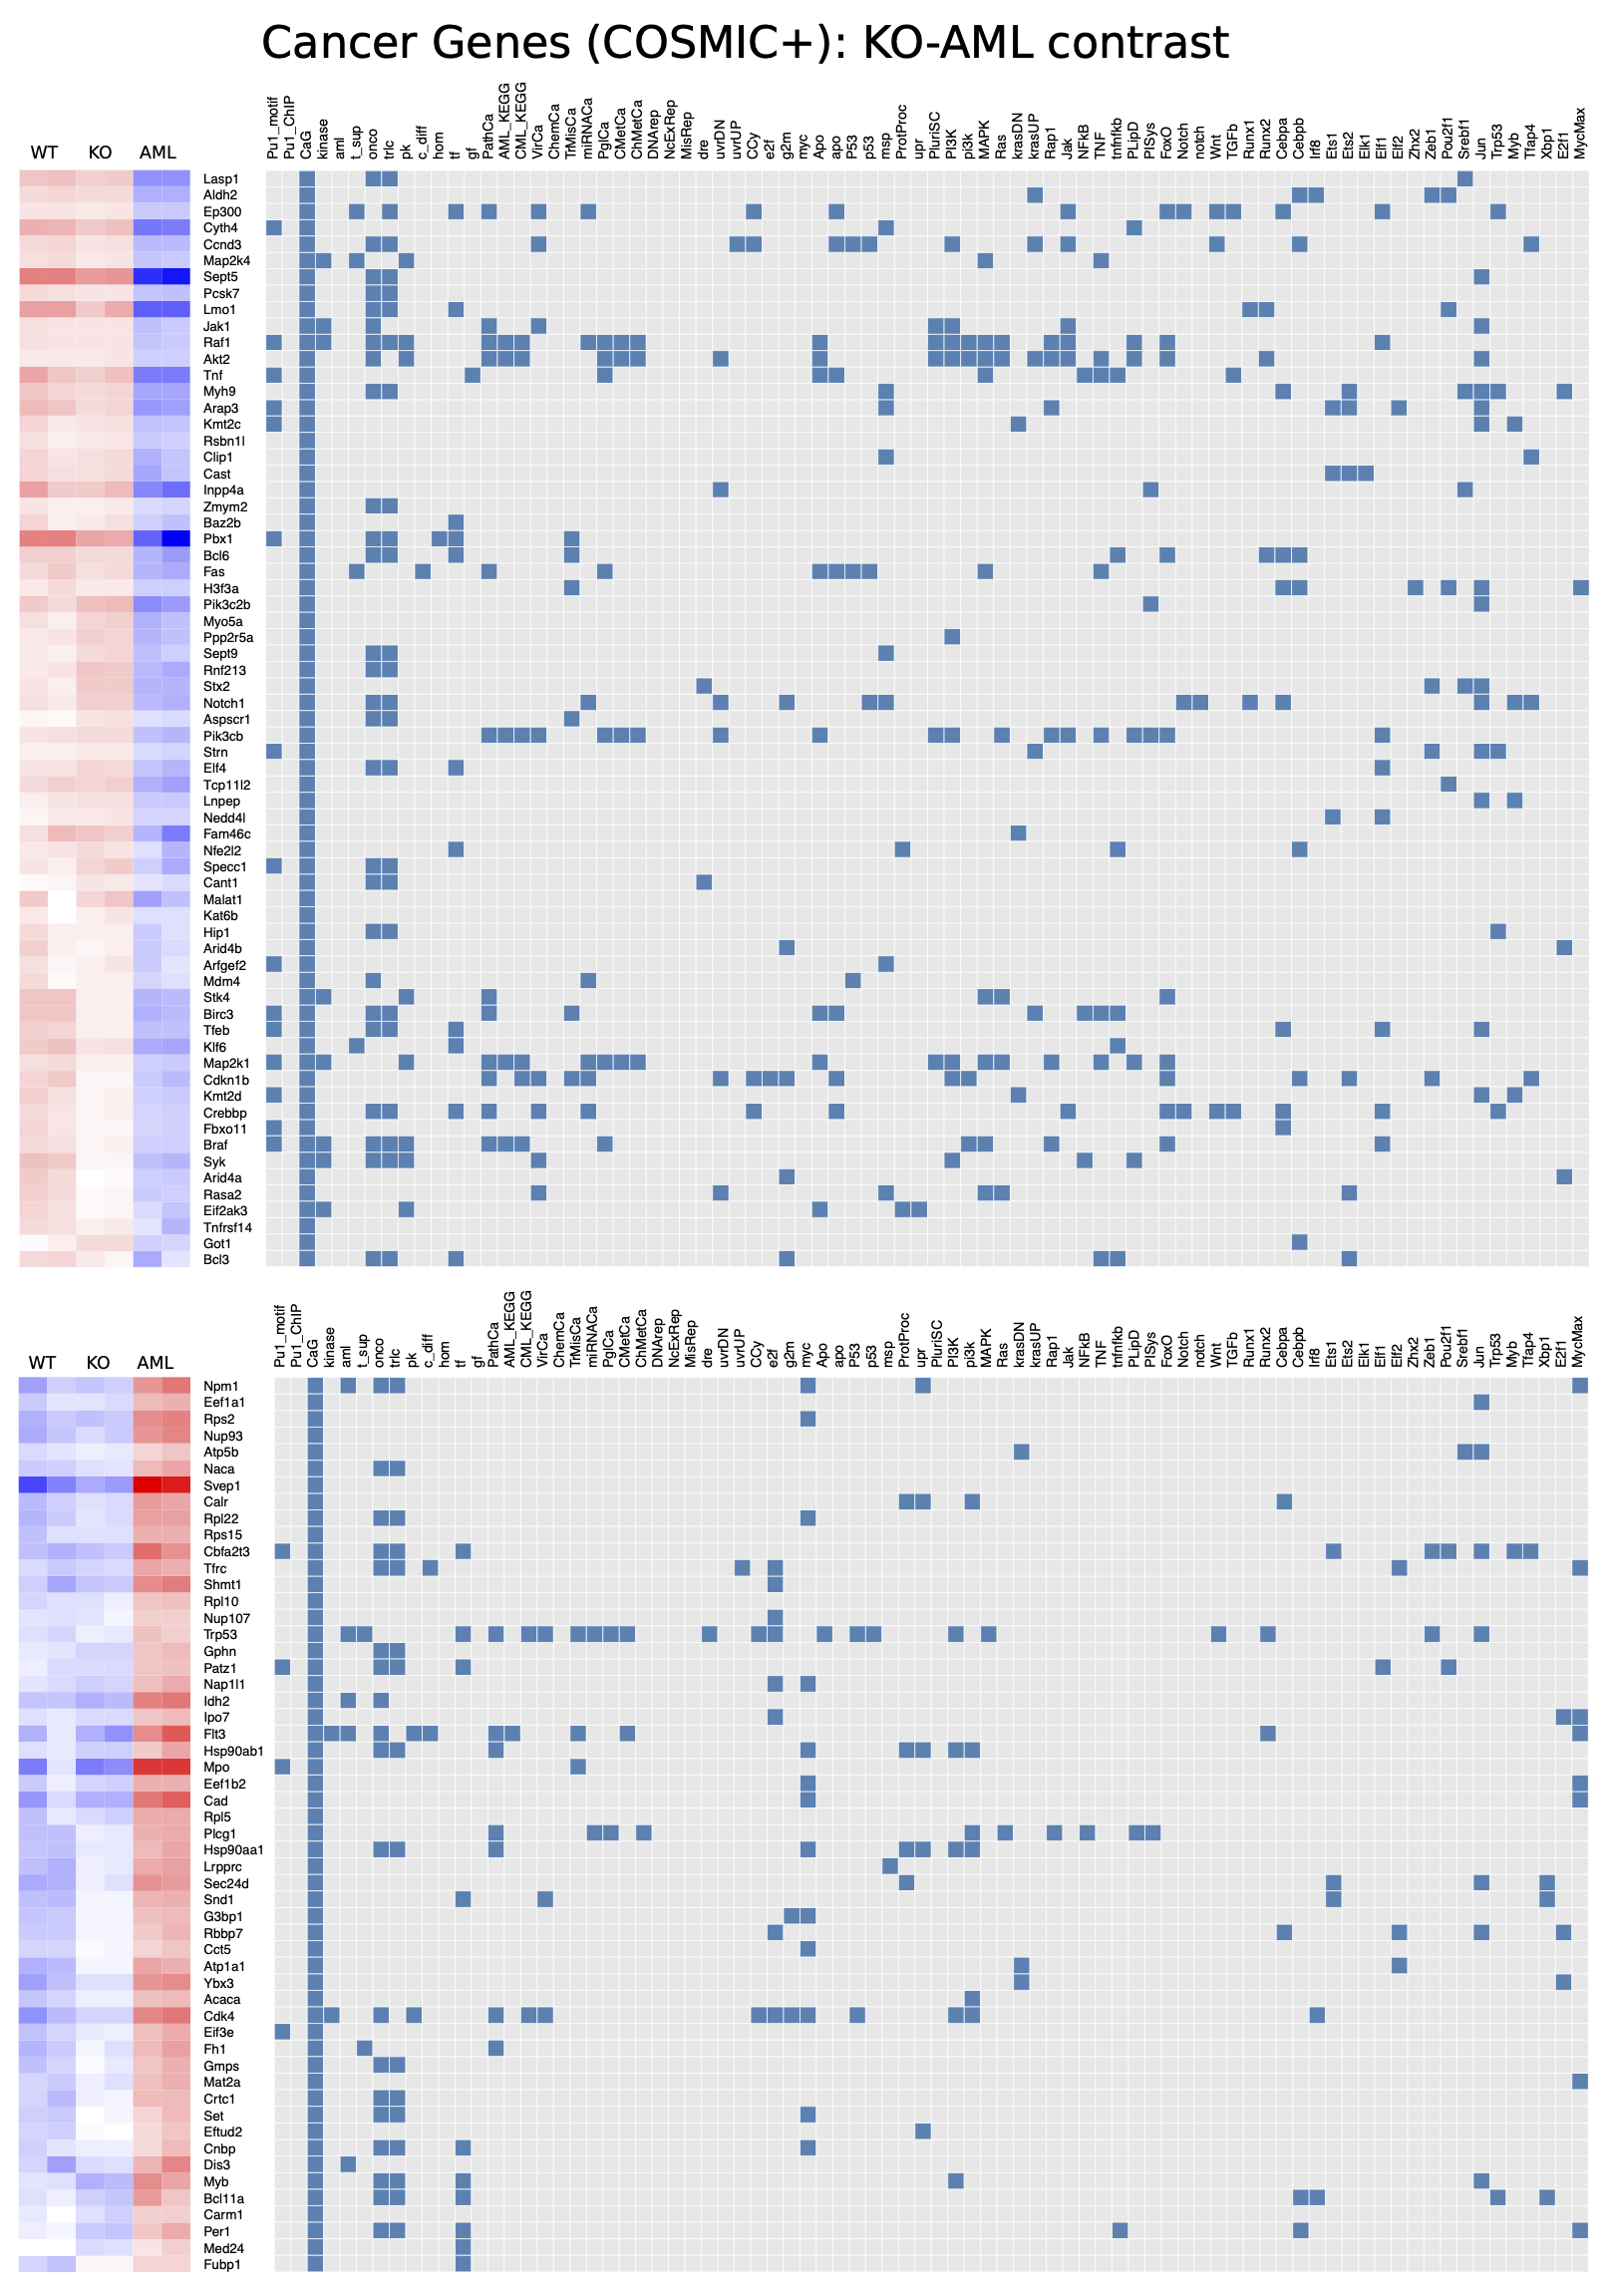 Cancer Genes (COSMIC+): KO-AML contrast
WT KO AML
Pu1_motif
Pu1_ChIP
CaG
kinase
aml
t_sup
onco
trlc
pk
c_diff
hom
tf
gf
PathCa
AML_KEGG
CML_KEGG
VirCa
ChemCa
TrMisCa
miRNACa
PglCa
CMetCa
ChMetCa
DNArep
NcExRep
MisRep
dre
uvrDN
uvrUP
CCy
e2f
g2m
myc
Apo
apo
P53
p53
msp
ProtProc
upr
PluriSC
PI3K
pi3k
MAPK
Ras
krasDN
krasUP
Rap1
Jak
NFkB
TNF
tnfnfkb
PLipD
PISys
FoxO
Notch
notch
Wnt
TGFb
Runx1
Runx2
Cebpa
Cebpb
Irf8
Ets1
Ets2
Elk1
Elf1
Elf2
Zhx2
Zeb1
Pou2f1
Srebf1
Jun
Trp53
Myb
Tfap4
Xbp1
E2f1
MycMax
Lasp1
Aldh2
Ep300
Cyth4
Ccnd3
Map2k4
Sept5
Pcsk7
Lmo1
Jak1
Raf1
Akt2
Tnf
Myh9
Arap3
Kmt2c
Rsbn1l
Clip1
Cast
Inpp4a
Zmym2
Baz2b
Pbx1
Bcl6
Fas
H3f3a
Pik3c2b
Myo5a
Ppp2r5a
Sept9
Rnf213
Stx2
Notch1
Aspscr1
Pik3cb
Strn
Elf4
Tcp11l2
Lnpep
Nedd4l
Fam46c
Nfe2l2
Specc1
Cant1
Malat1
Kat6b
Hip1
Arid4b
Arfgef2
Mdm4
Stk4
Birc3
Tfeb
Klf6
Map2k1
Cdkn1b
Kmt2d
Crebbp
Fbxo11
Braf
Syk
Arid4a
Rasa2
Eif2ak3
Tnfrsf14
Got1
Bcl3
WT KO AML
Pu1_motif
Pu1_ChIP
CaG
kinase
aml
t_sup
onco
trlc
pk
c_diff
hom
tf
gf
PathCa
AML_KEGG
CML_KEGG
VirCa
ChemCa
TrMisCa
miRNACa
PglCa
CMetCa
ChMetCa
DNArep
NcExRep
MisRep
dre
uvrDN
uvrUP
CCy
e2f
g2m
myc
Apo
apo
P53
p53
msp
ProtProc
upr
PluriSC
PI3K
pi3k
MAPK
Ras
krasDN
krasUP
Rap1
Jak
NFkB
TNF
tnfnfkb
PLipD
PISys
FoxO
Notch
notch
Wnt
TGFb
Runx1
Runx2
Cebpa
Cebpb
Irf8
Ets1
Ets2
Elk1
Elf1
Elf2
Zhx2
Zeb1
Pou2f1
Srebf1
Jun
Trp53
Myb
Tfap4
Xbp1
E2f1
MycMax
Npm1
Eef1a1
Rps2
Nup93
Atp5b
Naca
Svep1
Calr
Rpl22
Rps15
Cbfa2t3
Tfrc
Shmt1
Rpl10
Nup107
Trp53
Gphn
Patz1
Nap1l1
Idh2
Ipo7
Flt3
Hsp90ab1
Mpo
Eef1b2
Cad
Rpl5
Plcg1
Hsp90aa1
Lrpprc
Sec24d
Snd1
G3bp1
Rbbp7
Cct5
Atp1a1
Ybx3
Acaca
Cdk4
Eif3e
Fh1
Gmps
Mat2a
Crtc1
Set
Eftud2
Cnbp
Dis3
Myb
Bcl11a
Carm1
Per1
Med24
Fubp1